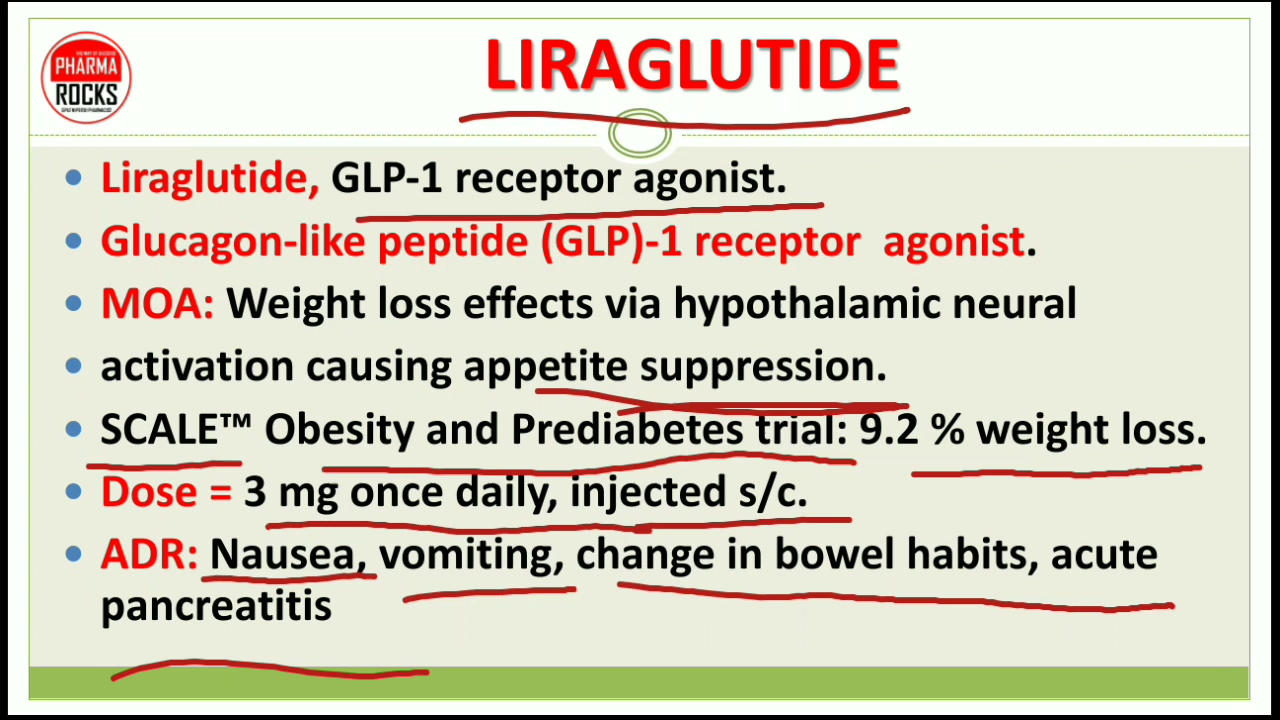 PHARMA
ROCKS
LIRAGLUTIDE
• Liraglutide, GLP-1 receptor agonist.
• Glucagon-like peptide (GLP)-1 receptor agonist.
• MOA: Weight loss effects via hypothalamic neural
• activation causing appetite suppression.
• SCALE™ Obesity and Prediabetes trial: 9.2 % weight loss.
• Dose = 3 mg once daily, injected s/c.
• ADR: Nausea, vomiting, change in bowel habits, acute
pancreatitis